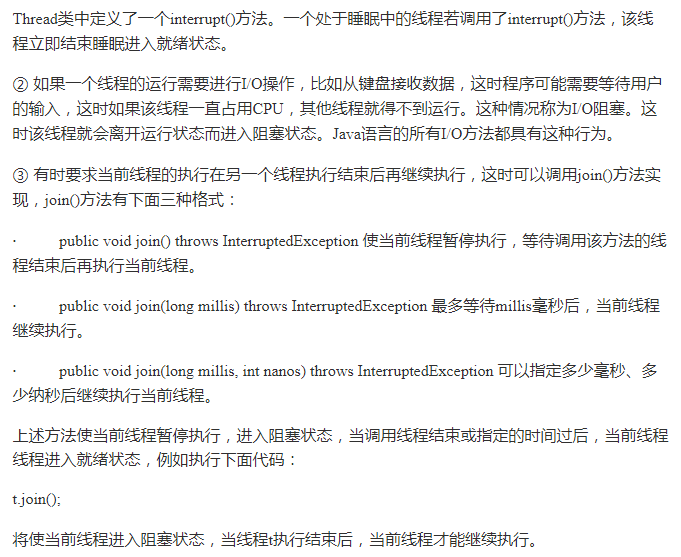 Thread类中定义了一个interrupt()方法。一个处于睡眠中的线程若调用了interrupt()方法，该线
程立即结束睡眠进入就绪状态。
② 如果一个线程的运行需要进行I/O操作，比如从键盘接收数据，这时程序可能需要等待用户
的输入，这时如果该线程一直占用CPU，其他线程就得不到运行。这种情况称为I/O阻塞。这
时该线程就会离开运行状态而进入阻塞状态。Java语言的所有I/O方法都具有这种行为。
③ 有时要求当前线程的执行在另一个线程执行结束后再继续执行，这时可以调用join()方法实
现，join()方法有下面三种格式：
· public void join() throws InterruptedException 使当前线程暂停执行，等待调用该方法的线
程结束后再执行当前线程。
· public void join(long millis) throws InterruptedException 最多等待millis毫秒后，当前线程
继续执行。
· public void join(long millis, int nanos) throws InterruptedException 可以指定多少毫秒、多
少纳秒后继续执行当前线程。
上述方法使当前线程暂停执行，进入阻塞状态，当调用线程结束或指定的时间过后，当前线程
线程进入就绪状态，例如执行下面代码：
t.join();
将使当前线程进入阻塞状态，当线程t执行结束后，当前线程才能继续执行。